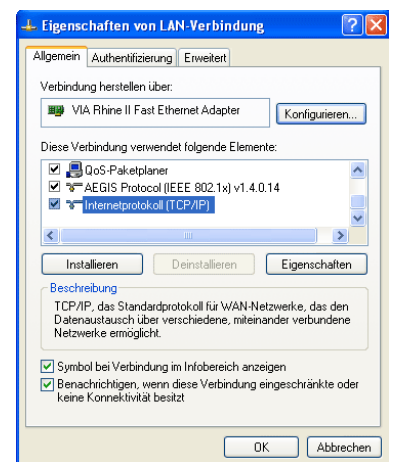 Eigenschaften von LAN-Verbindung
Allgemein Authentifizierung Erweitert
Verbindung herstellen über:
VIA Rhine II Fast Ethernet Adapter
Konfigurieren...
Diese Verbindung verwendet folgende Elemente:
QoS-Paketplaner
AEGIS Protocol (IEEE 802.1x) v1.4.0.14
Internetprotokoll (TCP/IP)
Installieren Deinstallieren Eigenschaften
Beschreibung
TCP/IP, das Standardprotokoll für WAN-Netzwerke, das den
Datenaustausch über verschiedene, miteinander verbundene
Netzwerke ermöglicht.
Symbol bei Verbindung im Infobereich anzeigen
Benachrichtigen, wenn diese Verbindung eingeschränkte oder
keine Konnektivität besitzt
OK Abbrechen